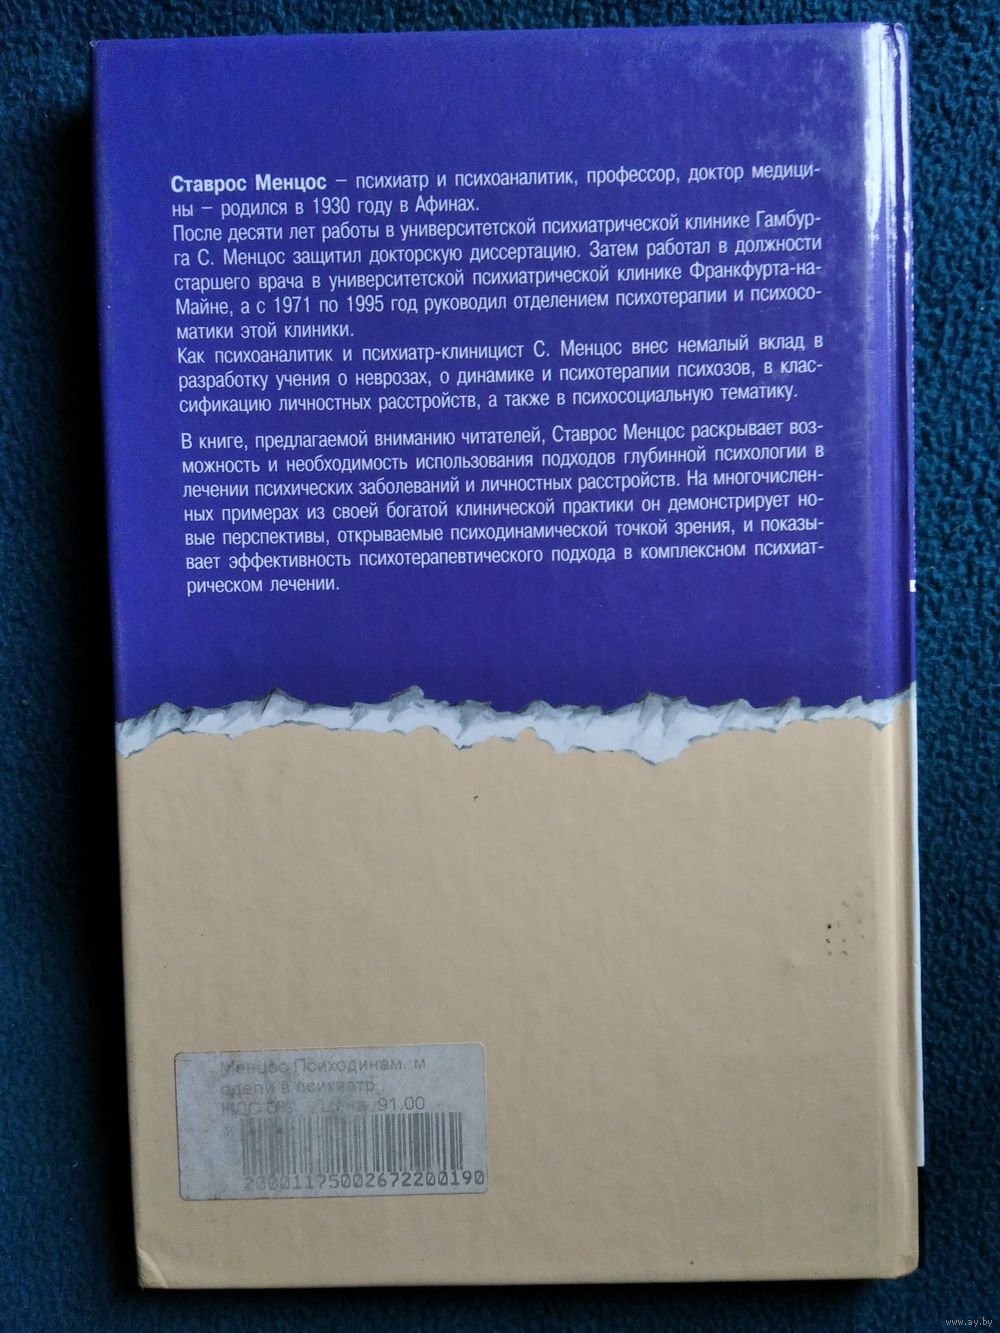 Ставрос Менцос – психиатр и психоаналитик, профессор, доктор медици-
ны – родился в 1930 году в Афинах.
После десяти лет работы в университетской психиатрической клинике Гамбур-
га С. Менцос защитил докторскую диссертацию. Затем работал в должности
старшего врача в университетской психиатрической клинике Франкфурта-на-
Майне, а с 1971 по 1995 год руководил отделением психотерапии и психосо-
матики этой клиники.
Как психоаналитик и психиатр-клиницист С. Менцос внес немалый вклад в
разработку учения о неврозах, о динамике и психотерапии психозов, в клас-
сификацию личностных расстройств, а также в психосоциальную тематику.
В книге, предлагаемой вниманию читателей, Ставрос Менцос раскрывает воз-
можность и необходимость использования подходов глубинной психологии в
лечении психических заболеваний и личностных расстройств. На многочислен-
ных примерах из своей богатой клинической практики он демонстрирует но-
вые перспективы, открываемые психодинамической точкой зрения, и показы-
вает эффективность психотерапевтического подхода в комплексном психиат-
рическом лечении.
Менцос Психодинам. м
одели в психиатр
91,00
20001175002672200190
www.ay.by